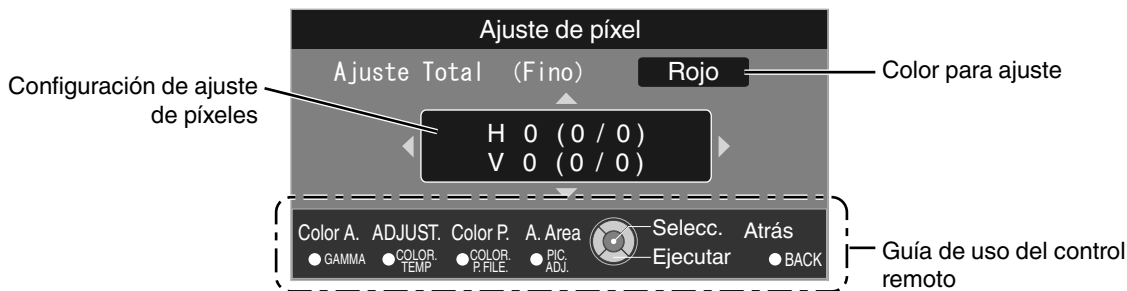 Ajuste de píxel
Ajuste Total (Fino) Rojo
Color para ajuste
Configuración de ajuste
de píxeles
H 0 (0 / 0)
V 0 (0 / 0)
Color A. ADJUST. Color P. A. Area Selecc. Atrás
GAMMA COLOR. TEMP COLOR. P. FILE. PIC. ADJ. Ejecutar BACK
Guía de uso del control
remoto